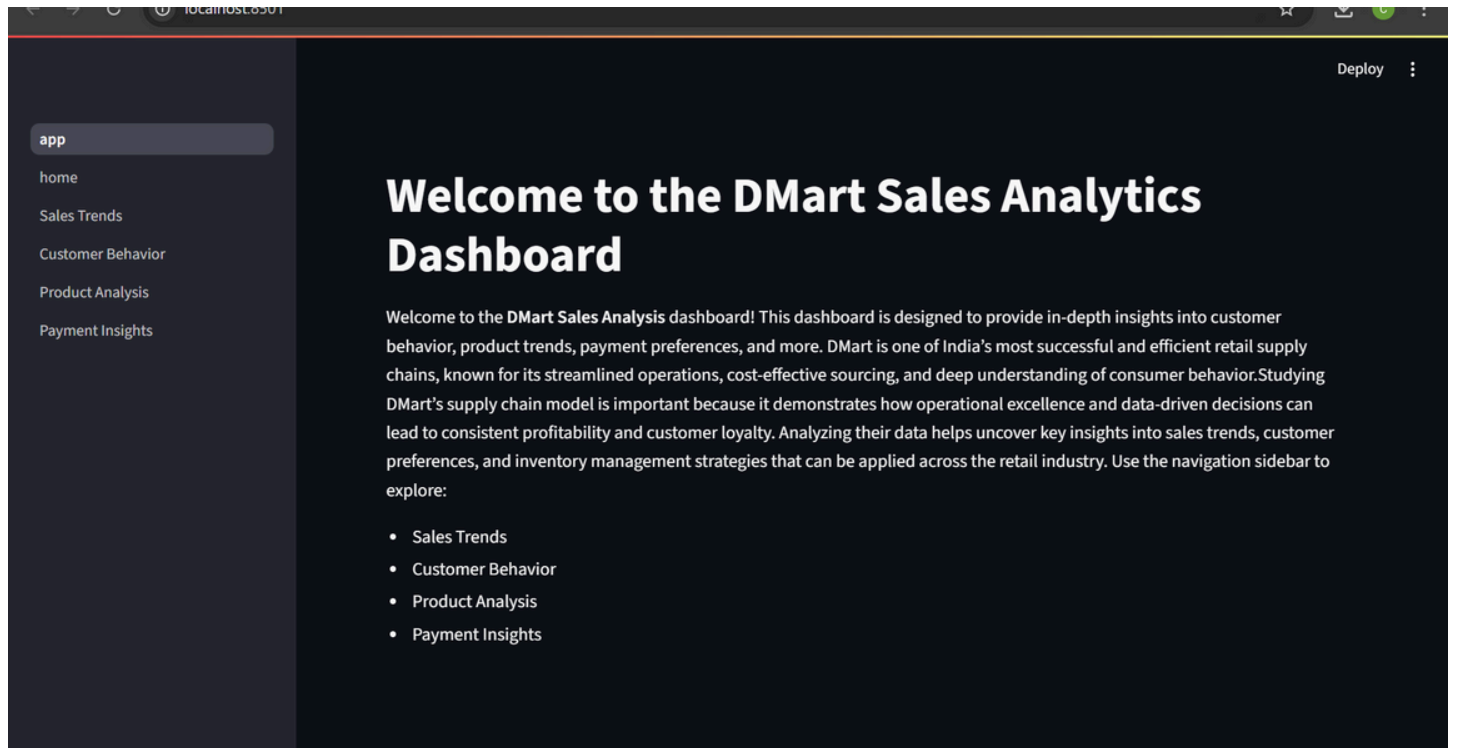 localhost:8501
Deploy
app
home
Sales Trends
Customer Behavior
Product Analysis
Payment Insights
Welcome to the DMart Sales Analytics
Dashboard
Welcome to the DMart Sales Analysis dashboard! This dashboard is designed to provide in-depth insights into customer
behavior, product trends, payment preferences, and more. DMart is one of India’s most successful and efficient retail supply
chains, known for its streamlined operations, cost-effective sourcing, and deep understanding of consumer behavior.Studying
DMart’s supply chain model is important because it demonstrates how operational excellence and data-driven decisions can
lead to consistent profitability and customer loyalty. Analyzing their data helps uncover key insights into sales trends, customer
preferences, and inventory management strategies that can be applied across the retail industry. Use the navigation sidebar to
explore:
• Sales Trends
• Customer Behavior
• Product Analysis
• Payment Insights